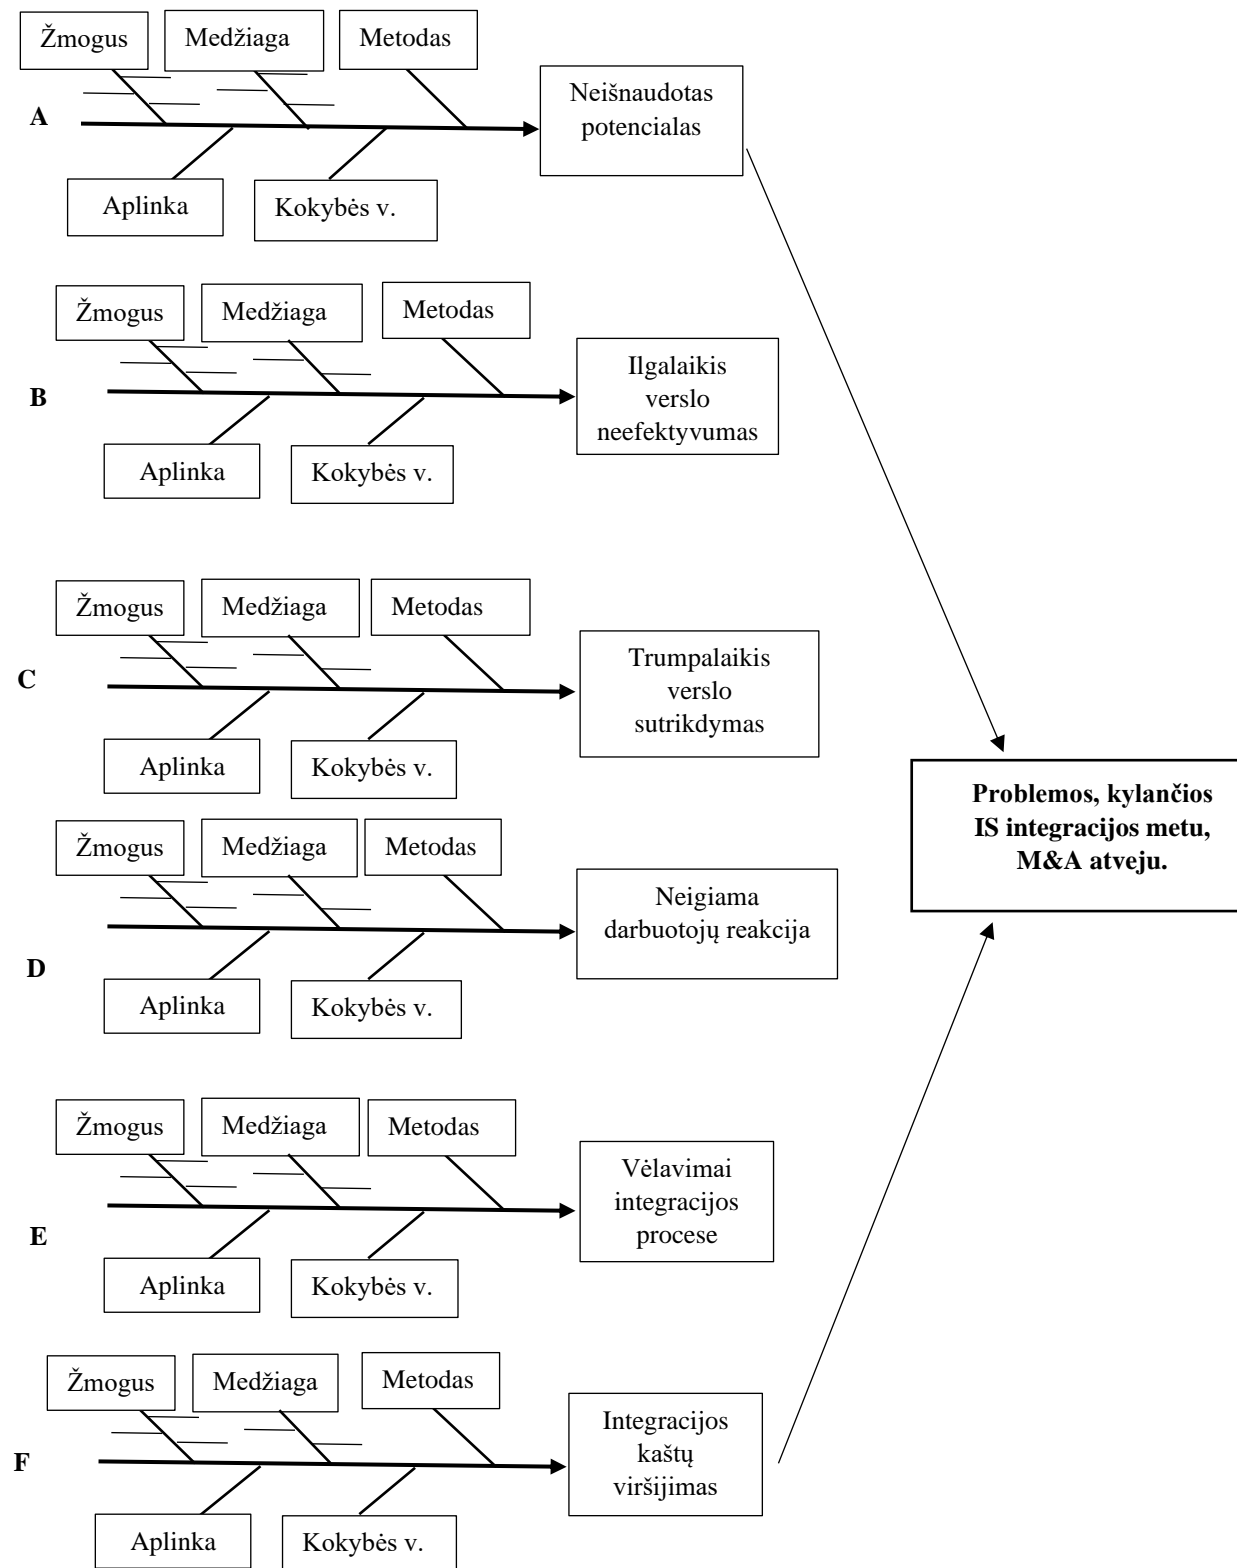 Žmogus
Medžiaga
Metodas
A
Neišnaudotas
potencialas
Aplinka
Kokybės v.
Žmogus
Medžiaga
Metodas
B
Ilgalaikis
verslo
neefektyvumas
Aplinka
Kokybės v.
Žmogus
Medžiaga
Metodas
C
Trumpalaikis
verslo
sutrikdymas
Aplinka
Kokybės v.
Problemos, kylančios
IS integracijos metu,
M&A atveju.
Žmogus
Medžiaga
Metodas
D
Neigiama
darbuotojų reakcija
Aplinka
Kokybės v.
Žmogus
Medžiaga
Metodas
E
Vėlavimai
integracijos
procese
Aplinka
Kokybės v.
Žmogus
Medžiaga
Metodas
F
Integracijos
kaštų
viršijimas
Aplinka
Kokybės v.